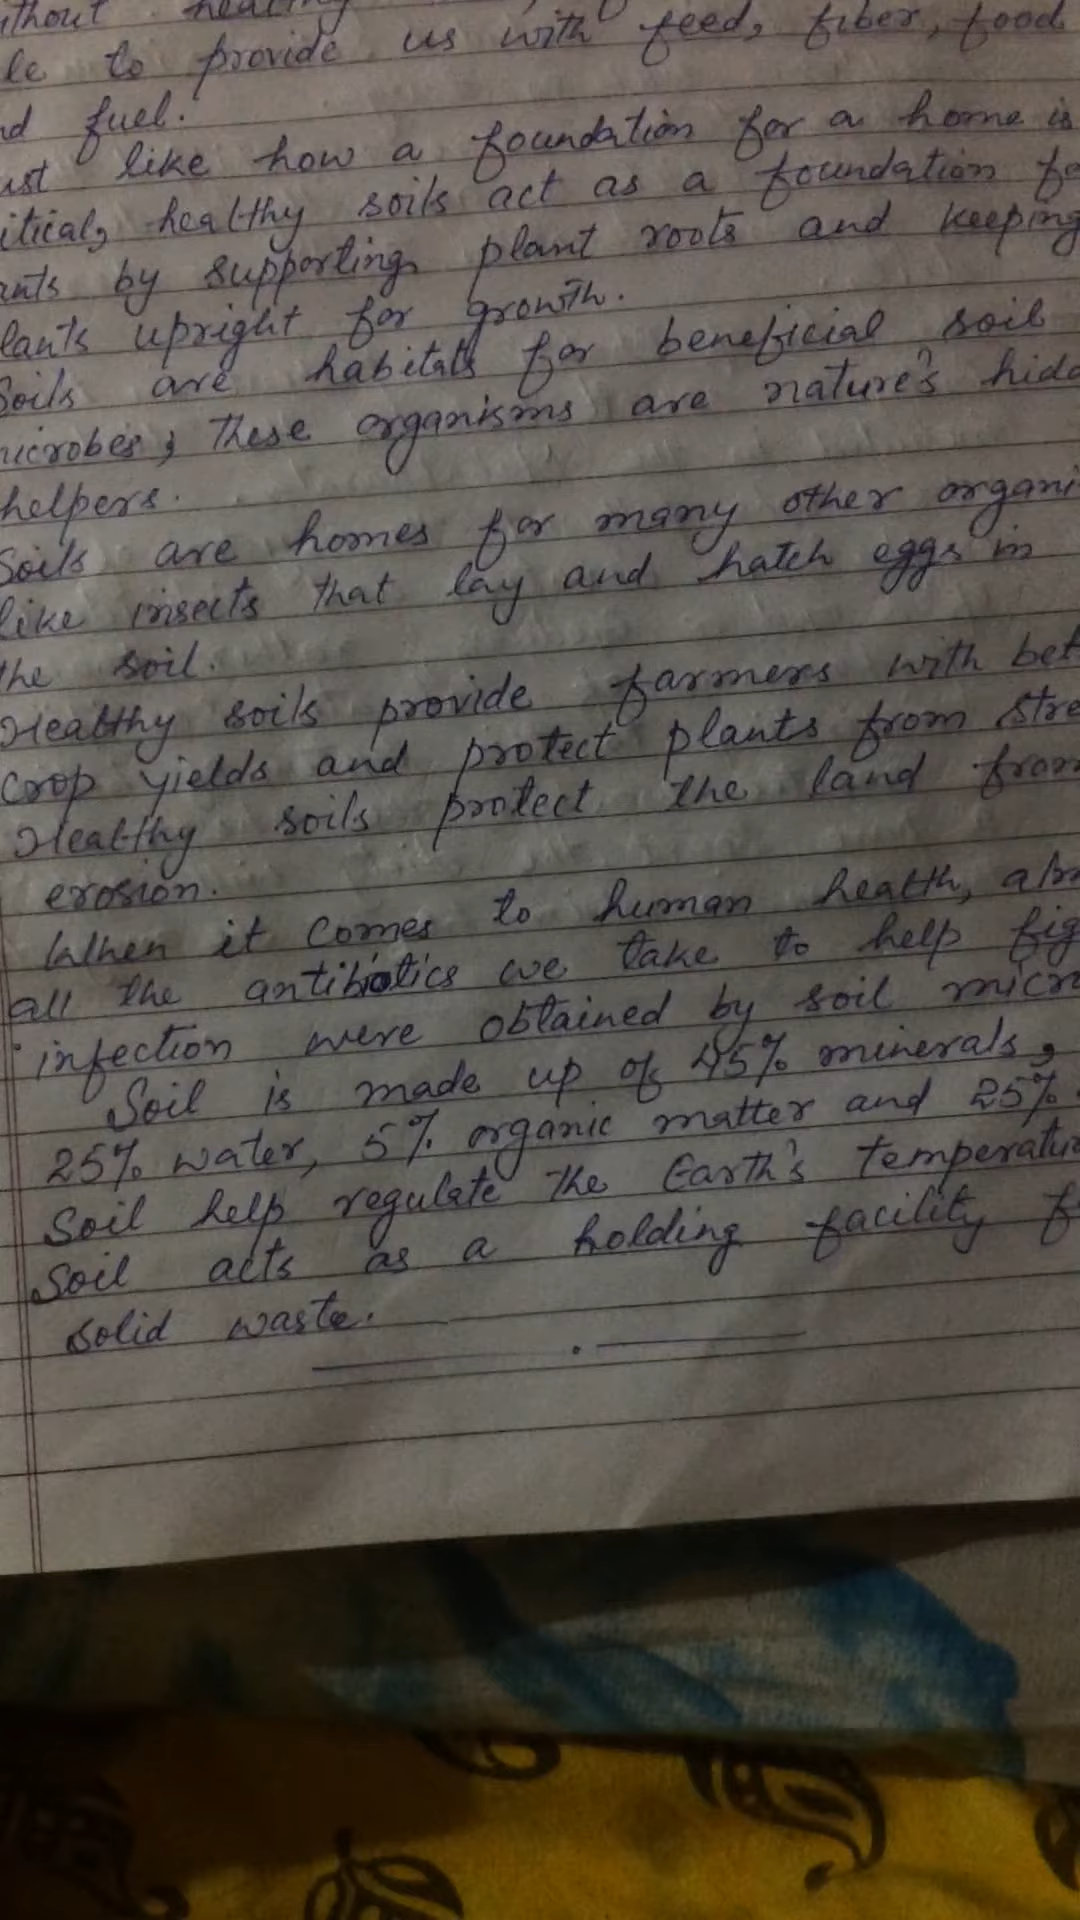 ithout healthy
le to provide us with feed, fiber, food
nd fuel.
ust like how a foundation for a home is
itical, healthy soils act as a foundation fo
ants by supporting plant roots and keeping
lants upright for growth.
Soils are habitats for beneficial soil
microbes; these organisms are nature's hidd
helpers.
Soils are homes for many other organi
like insects that lay and hatch eggs in
the soil.
Healthy soils provide farmers with bet
crop yields and protect plants from stre
Healthy soils protect the land from
erosion.
When it comes to human health, alm
all the antibiotics we take to help fig
infection were obtained by soil micro
Soil is made up of 45% minerals,
25% water, 5% organic matter and 25%
Soil help regulate the Earth's temperatu
Soil acts as a holding facility f
solid waste.